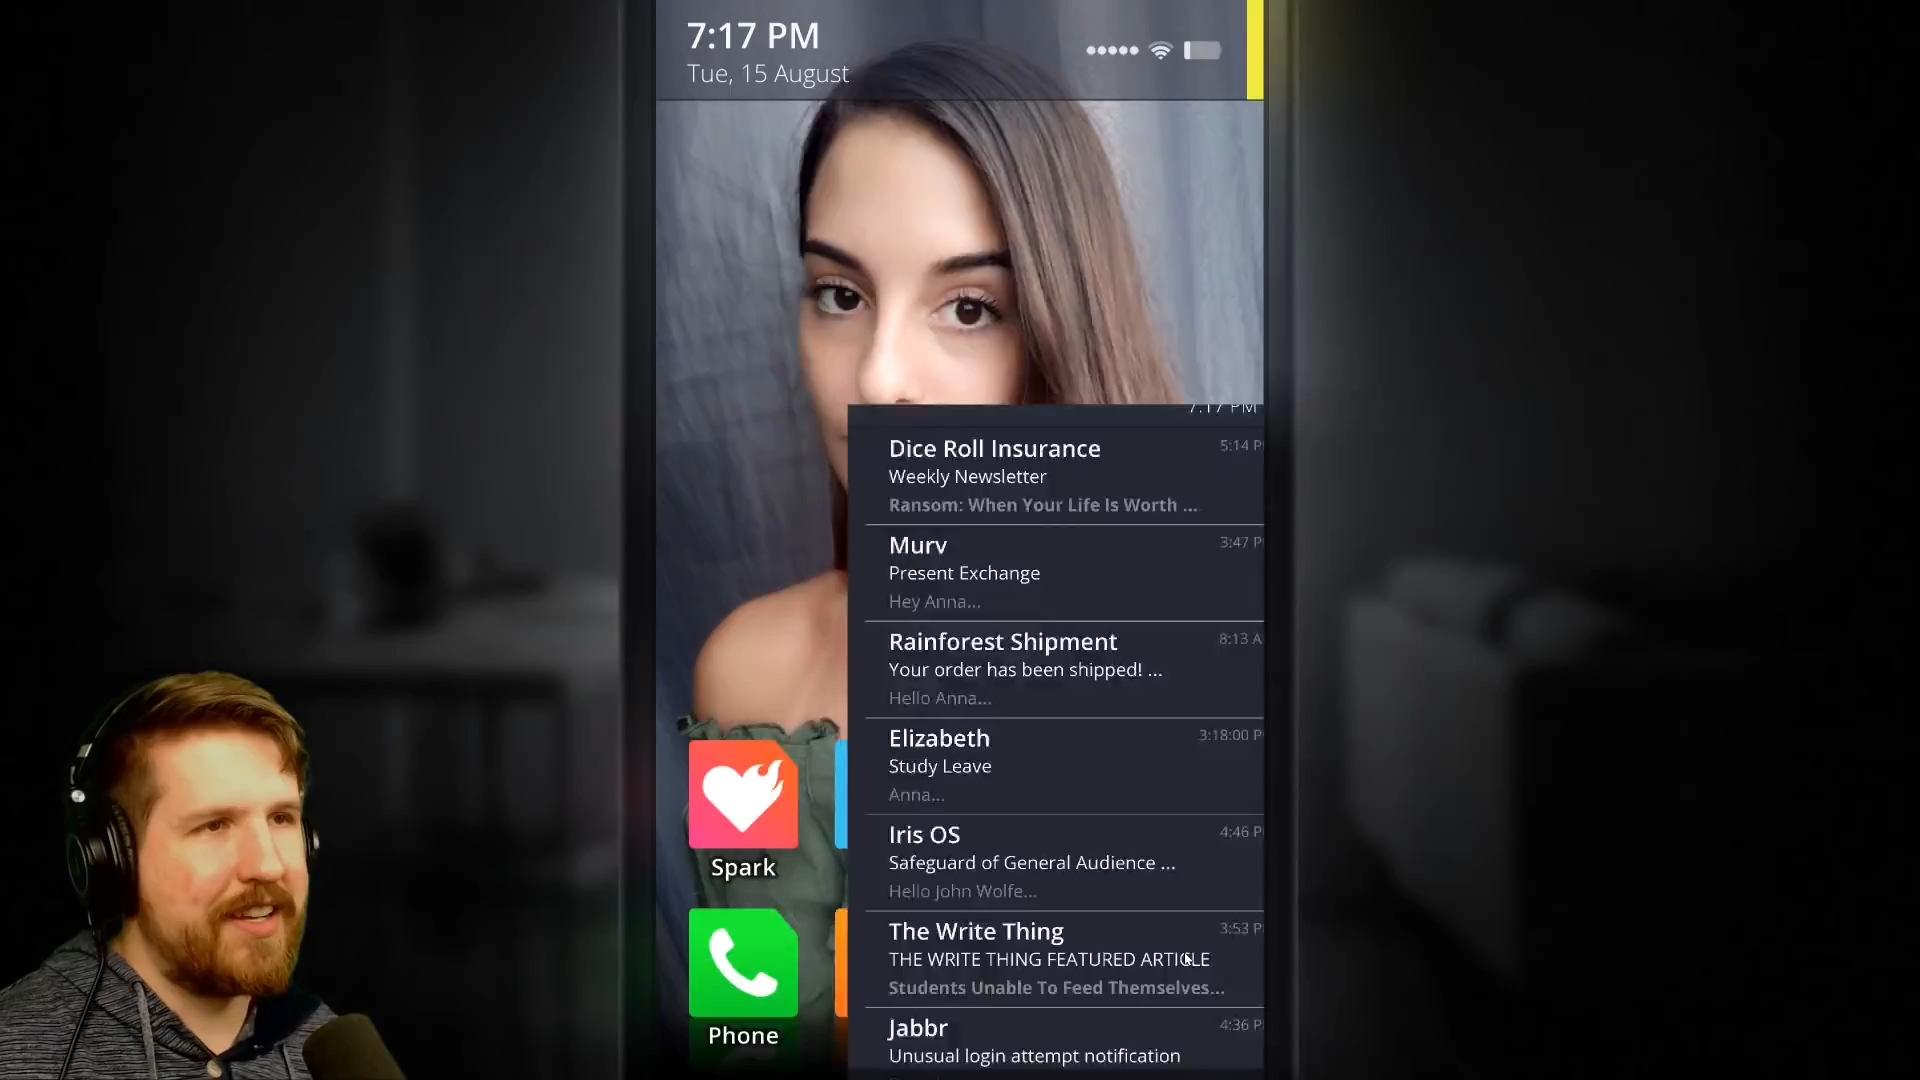 7:17 PM
Tue, 15 August
7:17 PM
Dice Roll Insurance
5:14 P
Weekly Newsletter
Ransom: When Your Life Is Worth ...
Murv
3:47 P
Present Exchange
Hey Anna...
Rainforest Shipment
8:13 A
Your order has been shipped! ...
Hello Anna...
Elizabeth
3:18:00 P
Study Leave
Anna...
Iris OS
4:46 P
Safeguard of General Audience ...
Hello John Wolfe...
The Write Thing
3:53 P
THE WRITE THING FEATURED ARTICLE
Students Unable To Feed Themselves...
Jabbr
4:36 P
Unusual login attempt notification
Spark
Phone